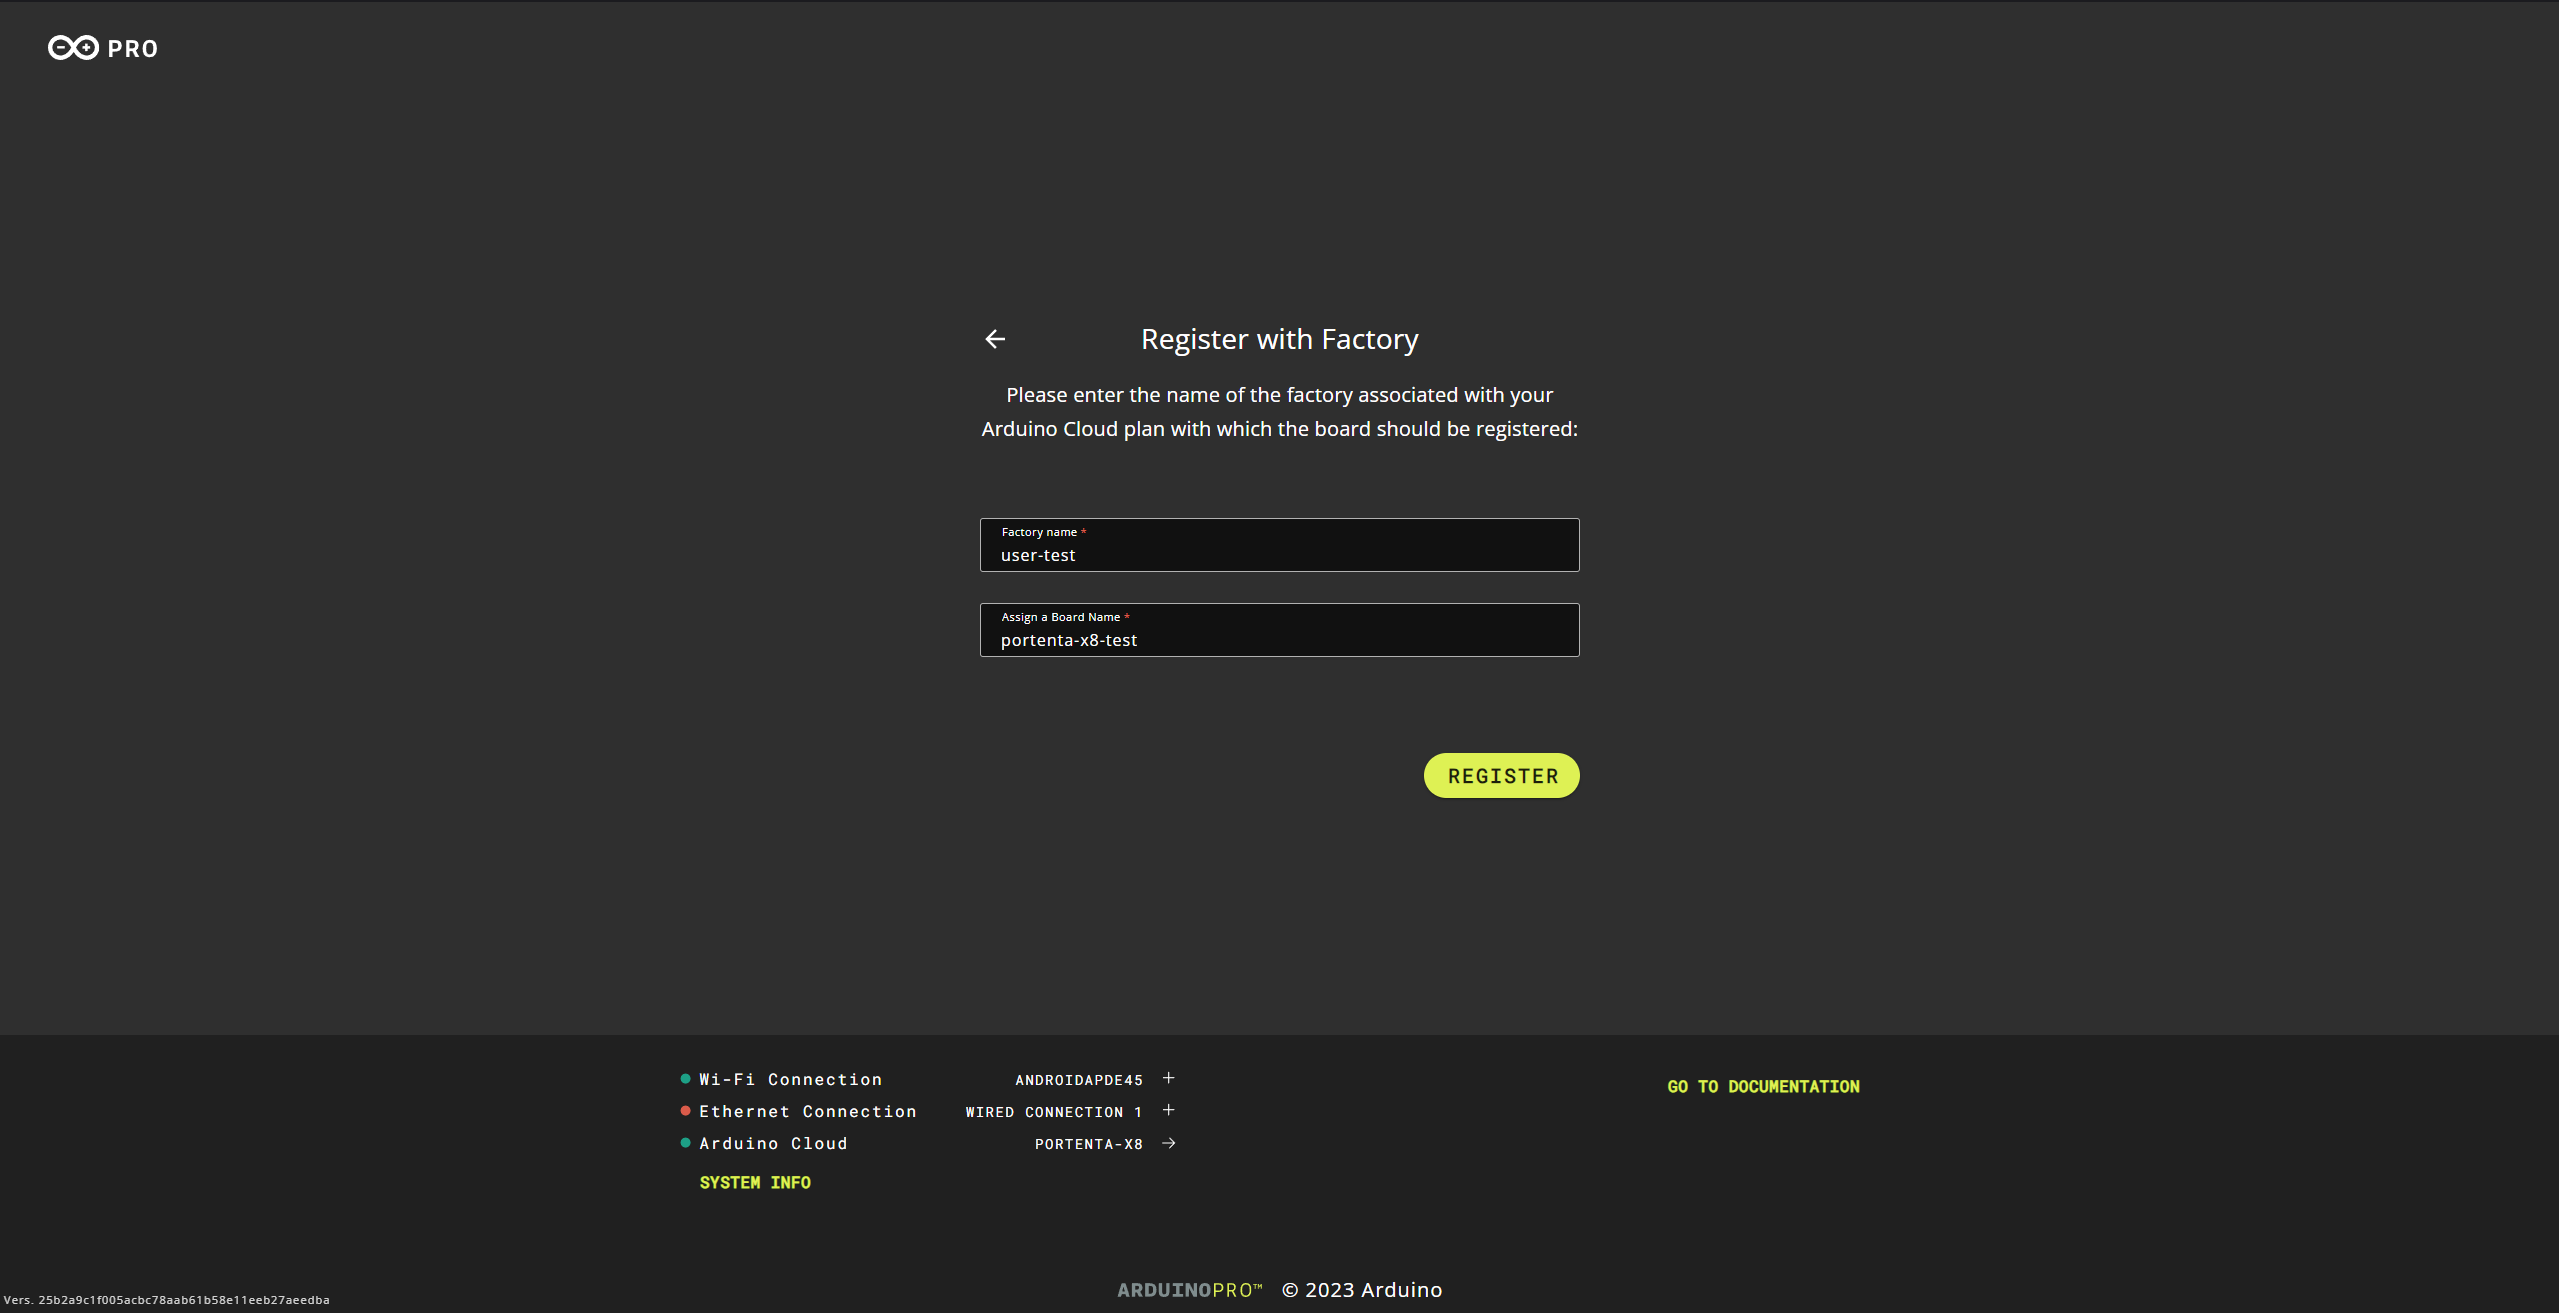 PRO
Register with Factory
Please enter the name of the factory associated with your
Arduino Cloud plan with which the board should be registered:
Factory name *
user-test
Assign a Board Name *
portenta-x8-test
REGISTER
Wi-Fi Connection ANDROIDAPDE45 +
Ethernet Connection WIRED CONNECTION 1 +
Arduino Cloud PORTENTA-X8 →
SYSTEM INFO
GO TO DOCUMENTATION
ARDUINOPRO™ © 2023 Arduino
Vers. 25b2a9c1f005acbc78aab61b58e11eeb27aeedba